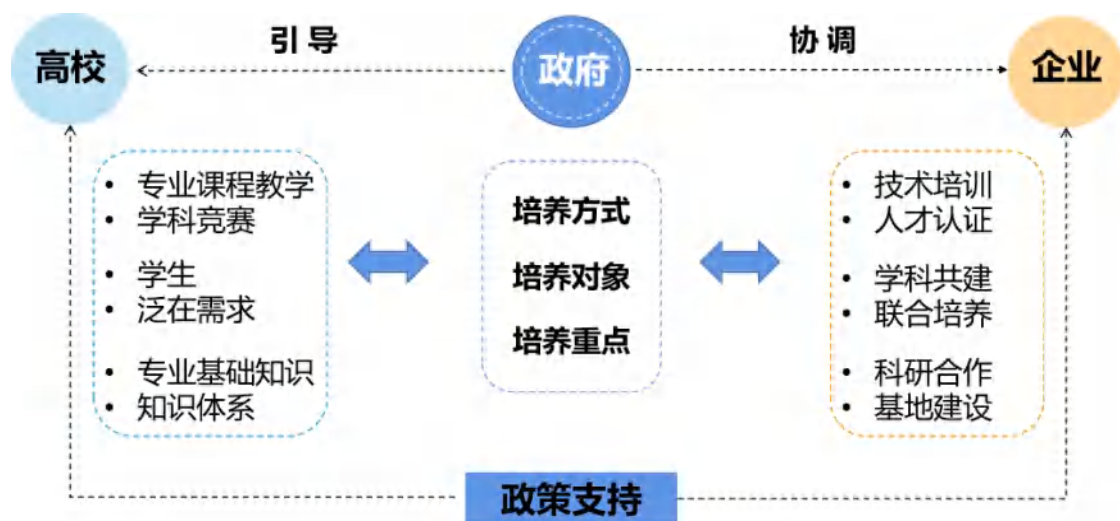 引导
协调
高校
政府
企业
• 专业课程教学
• 学科竞赛
• 学生
• 泛在需求
• 专业基础知识
• 知识体系
培养方式
培养对象
培养重点
• 技术培训
• 人才认证
• 学科共建
• 联合培养
• 科研合作
• 基地建设
政策支持